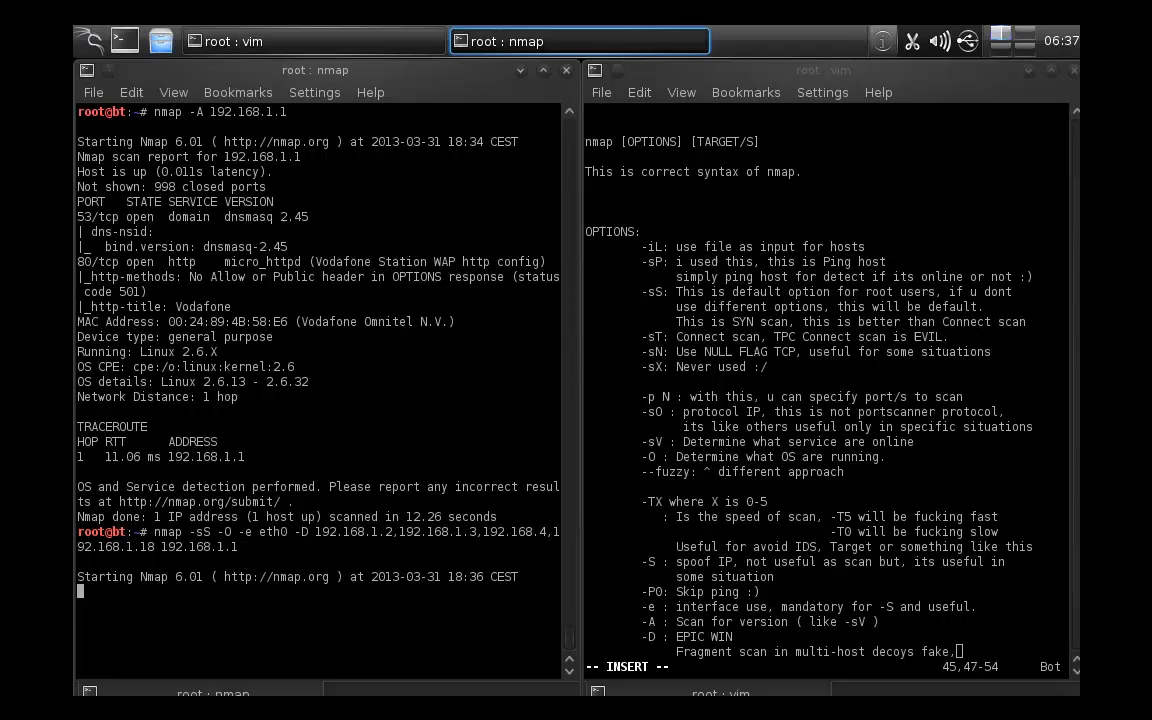 root : vim
root : nmap
06:37
root : nmap
File Edit View Bookmarks Settings Help
root@bt:~# nmap -A 192.168.1.1
Starting Nmap 6.01 ( http://nmap.org ) at 2013-03-31 18:34 CEST
Nmap scan report for 192.168.1.1
Host is up (0.011s latency).
Not shown: 998 closed ports
PORT   STATE SERVICE VERSION
53/tcp open  domain  dnsmasq 2.45
| dns-nsid:
|_  bind.version: dnsmasq-2.45
80/tcp open  http    micro_httpd (Vodafone Station WAP http config)
|_http-methods: No Allow or Public header in OPTIONS response (status
 code 501)
|_http-title: Vodafone
MAC Address: 00:24:89:4B:58:E6 (Vodafone Omnitel N.V.)
Device type: general purpose
Running: Linux 2.6.X
OS CPE: cpe:/o:linux:kernel:2.6
OS details: Linux 2.6.13 - 2.6.32
Network Distance: 1 hop
TRACEROUTE
HOP RTT      ADDRESS
1   11.06 ms 192.168.1.1
OS and Service detection performed. Please report any incorrect resul
ts at http://nmap.org/submit/ .
Nmap done: 1 IP address (1 host up) scanned in 12.26 seconds
root@bt:~# nmap -sS -O -e eth0 -D 192.168.1.2,192.168.1.3,192.168.4,1
92.168.1.18 192.168.1.1
Starting Nmap 6.01 ( http://nmap.org ) at 2013-03-31 18:36 CEST
root : nmap
root : vim
File Edit View Bookmarks Settings Help
nmap [OPTIONS] [TARGET/S]
This is correct syntax of nmap.
OPTIONS:
-iL: use file as input for hosts
-sP: i used this, this is Ping host
simply ping host for detect if its online or not :)
-sS: This is default option for root users, if u dont
use different options, this will be default.
This is SYN scan, this is better than Connect scan
-sT: Connect scan, TPC Connect scan is EVIL.
-sN: Use NULL FLAG TCP, useful for some situations
-sX: Never used :/
-p N : with this, u can specify port/s to scan
-sO : protocol IP, this is not portscanner protocol,
its like others useful only in specific situations
-sV : Determine what service are online
-O : Determine what OS are running.
--fuzzy: ^ different approach
-TX where X is 0-5
: Is the speed of scan, -T5 will be fucking fast
-T0 will be fucking slow
Useful for avoid IDS, Target or something like this
-S : spoof IP, not useful as scan but, its useful in
some situation
-P0: Skip ping :)
-e : interface use, mandatory for -S and useful.
-A : Scan for version ( like -sV )
-D : EPIC WIN
Fragment scan in multi-host decoys fake,
-- INSERT -- 45,47-54 Bot
root : vim